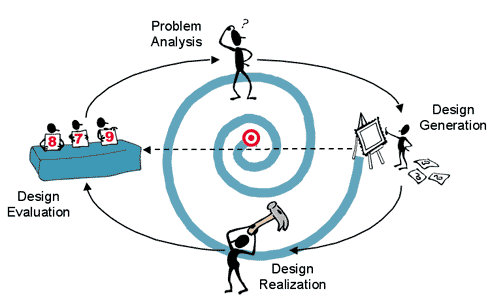 Problem
Analysis
?
Design
Generation
8 7 9
Design
Evaluation
Design
Realization